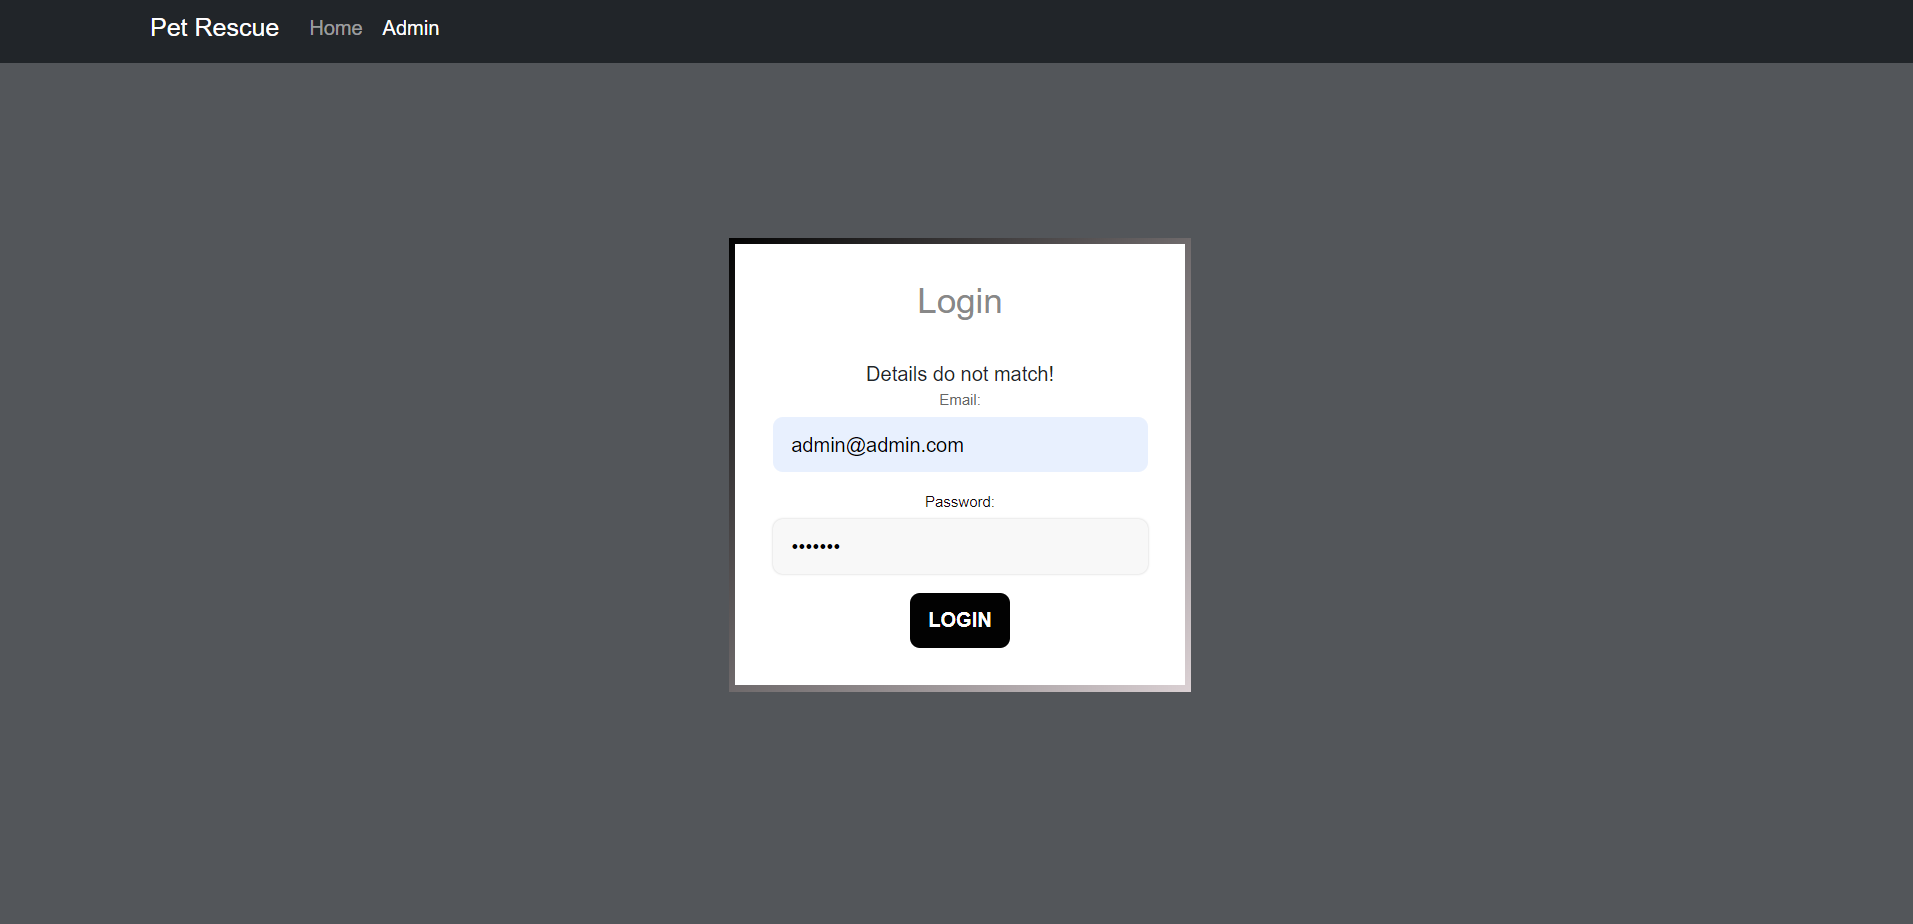 Pet Rescue Home Admin
Login
Details do not match!
Email:
admin@admin.com
Password:
•••••••
LOGIN